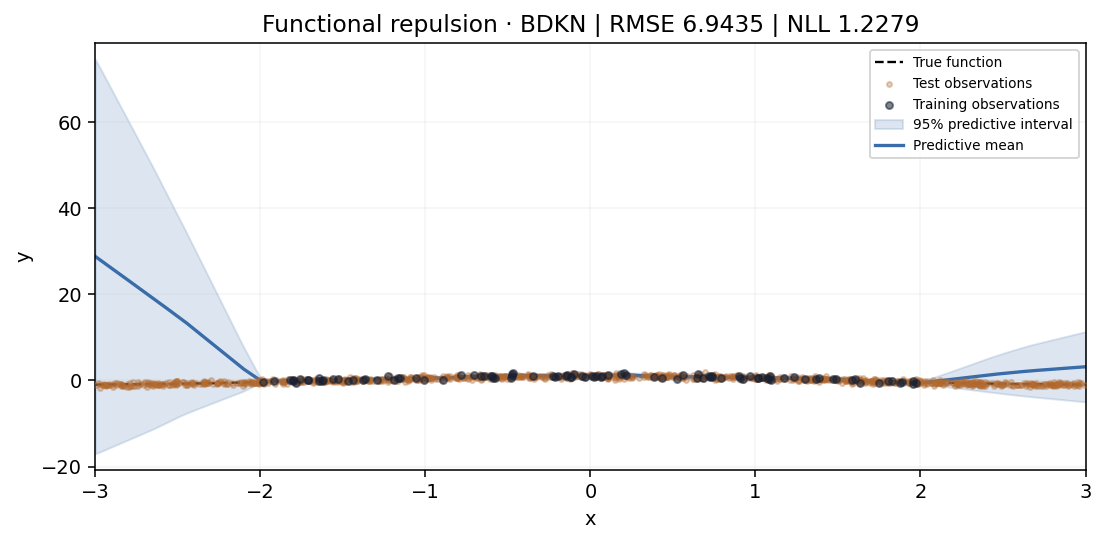 Functional repulsion · BDKN | RMSE 6.9435 | NLL 1.2279
True function
Test observations
Training observations
95% predictive interval
Predictive mean
60
40
20
0
−20
y
−3
−2
−1
0
1
2
3
x